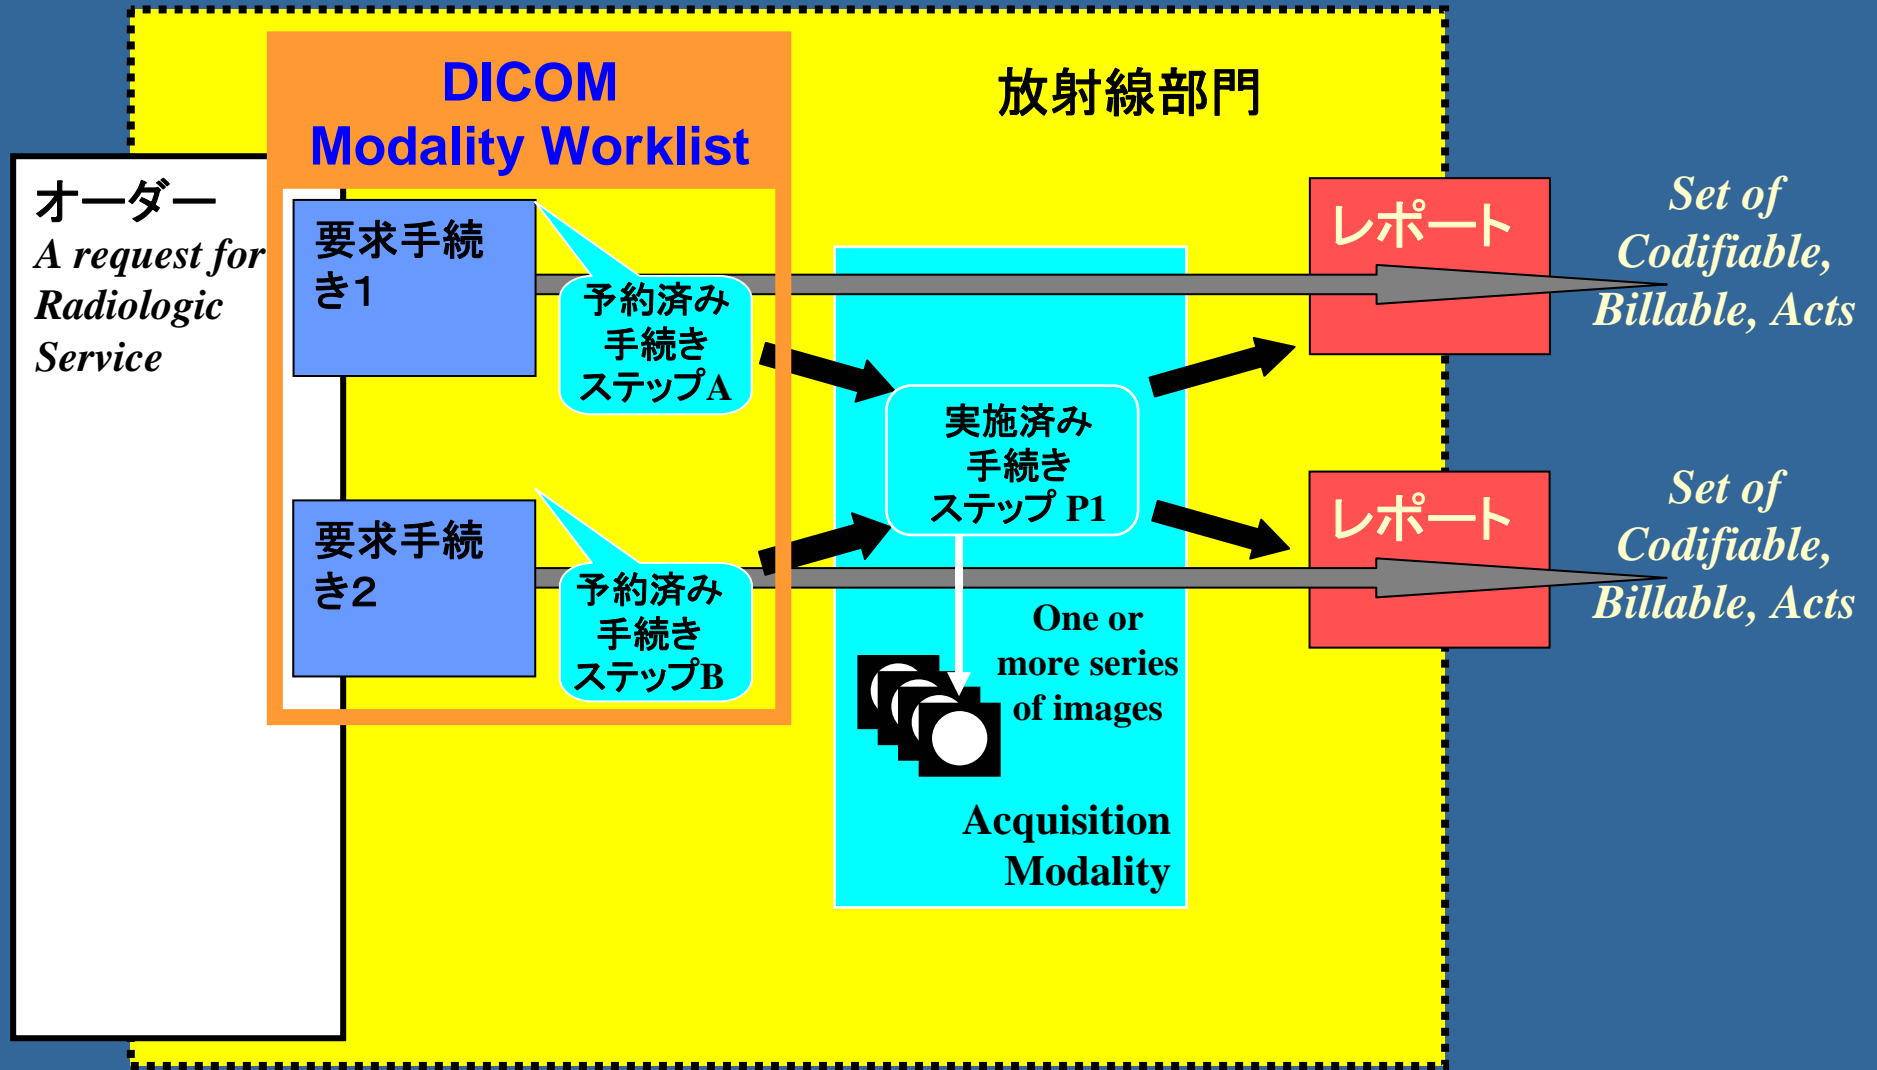 DICOM
Modality Worklist
放射線部門
オーダー
A request for
Radiologic
Service
要求手続
き1
予約済み
手続き
ステップA
要求手続
き2
予約済み
手続き
ステップB
実施済み
手続き
ステップ P1
One or
more series
of images
Acquisition
Modality
レポート
Set of
Codifiable,
Billable, Acts
レポート
Set of
Codifiable,
Billable, Acts